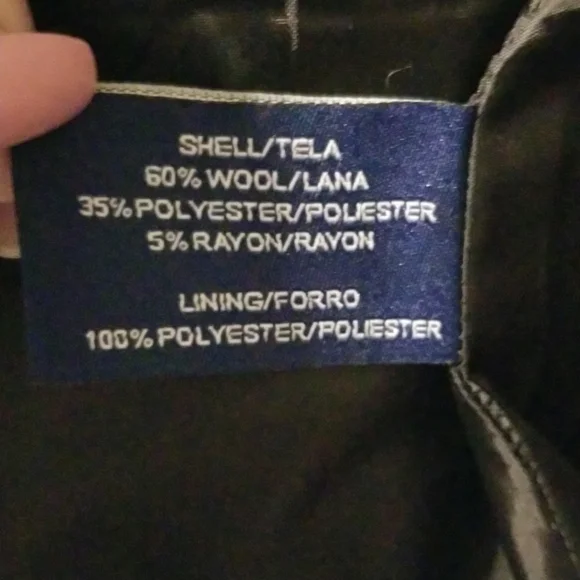 SHELL/TELA
60% WOOL/LANA
35% POLYESTER/POLIESTER
5% RAYON/RAYON
LINING/FORRO
100% POLYESTER/POLIESTER